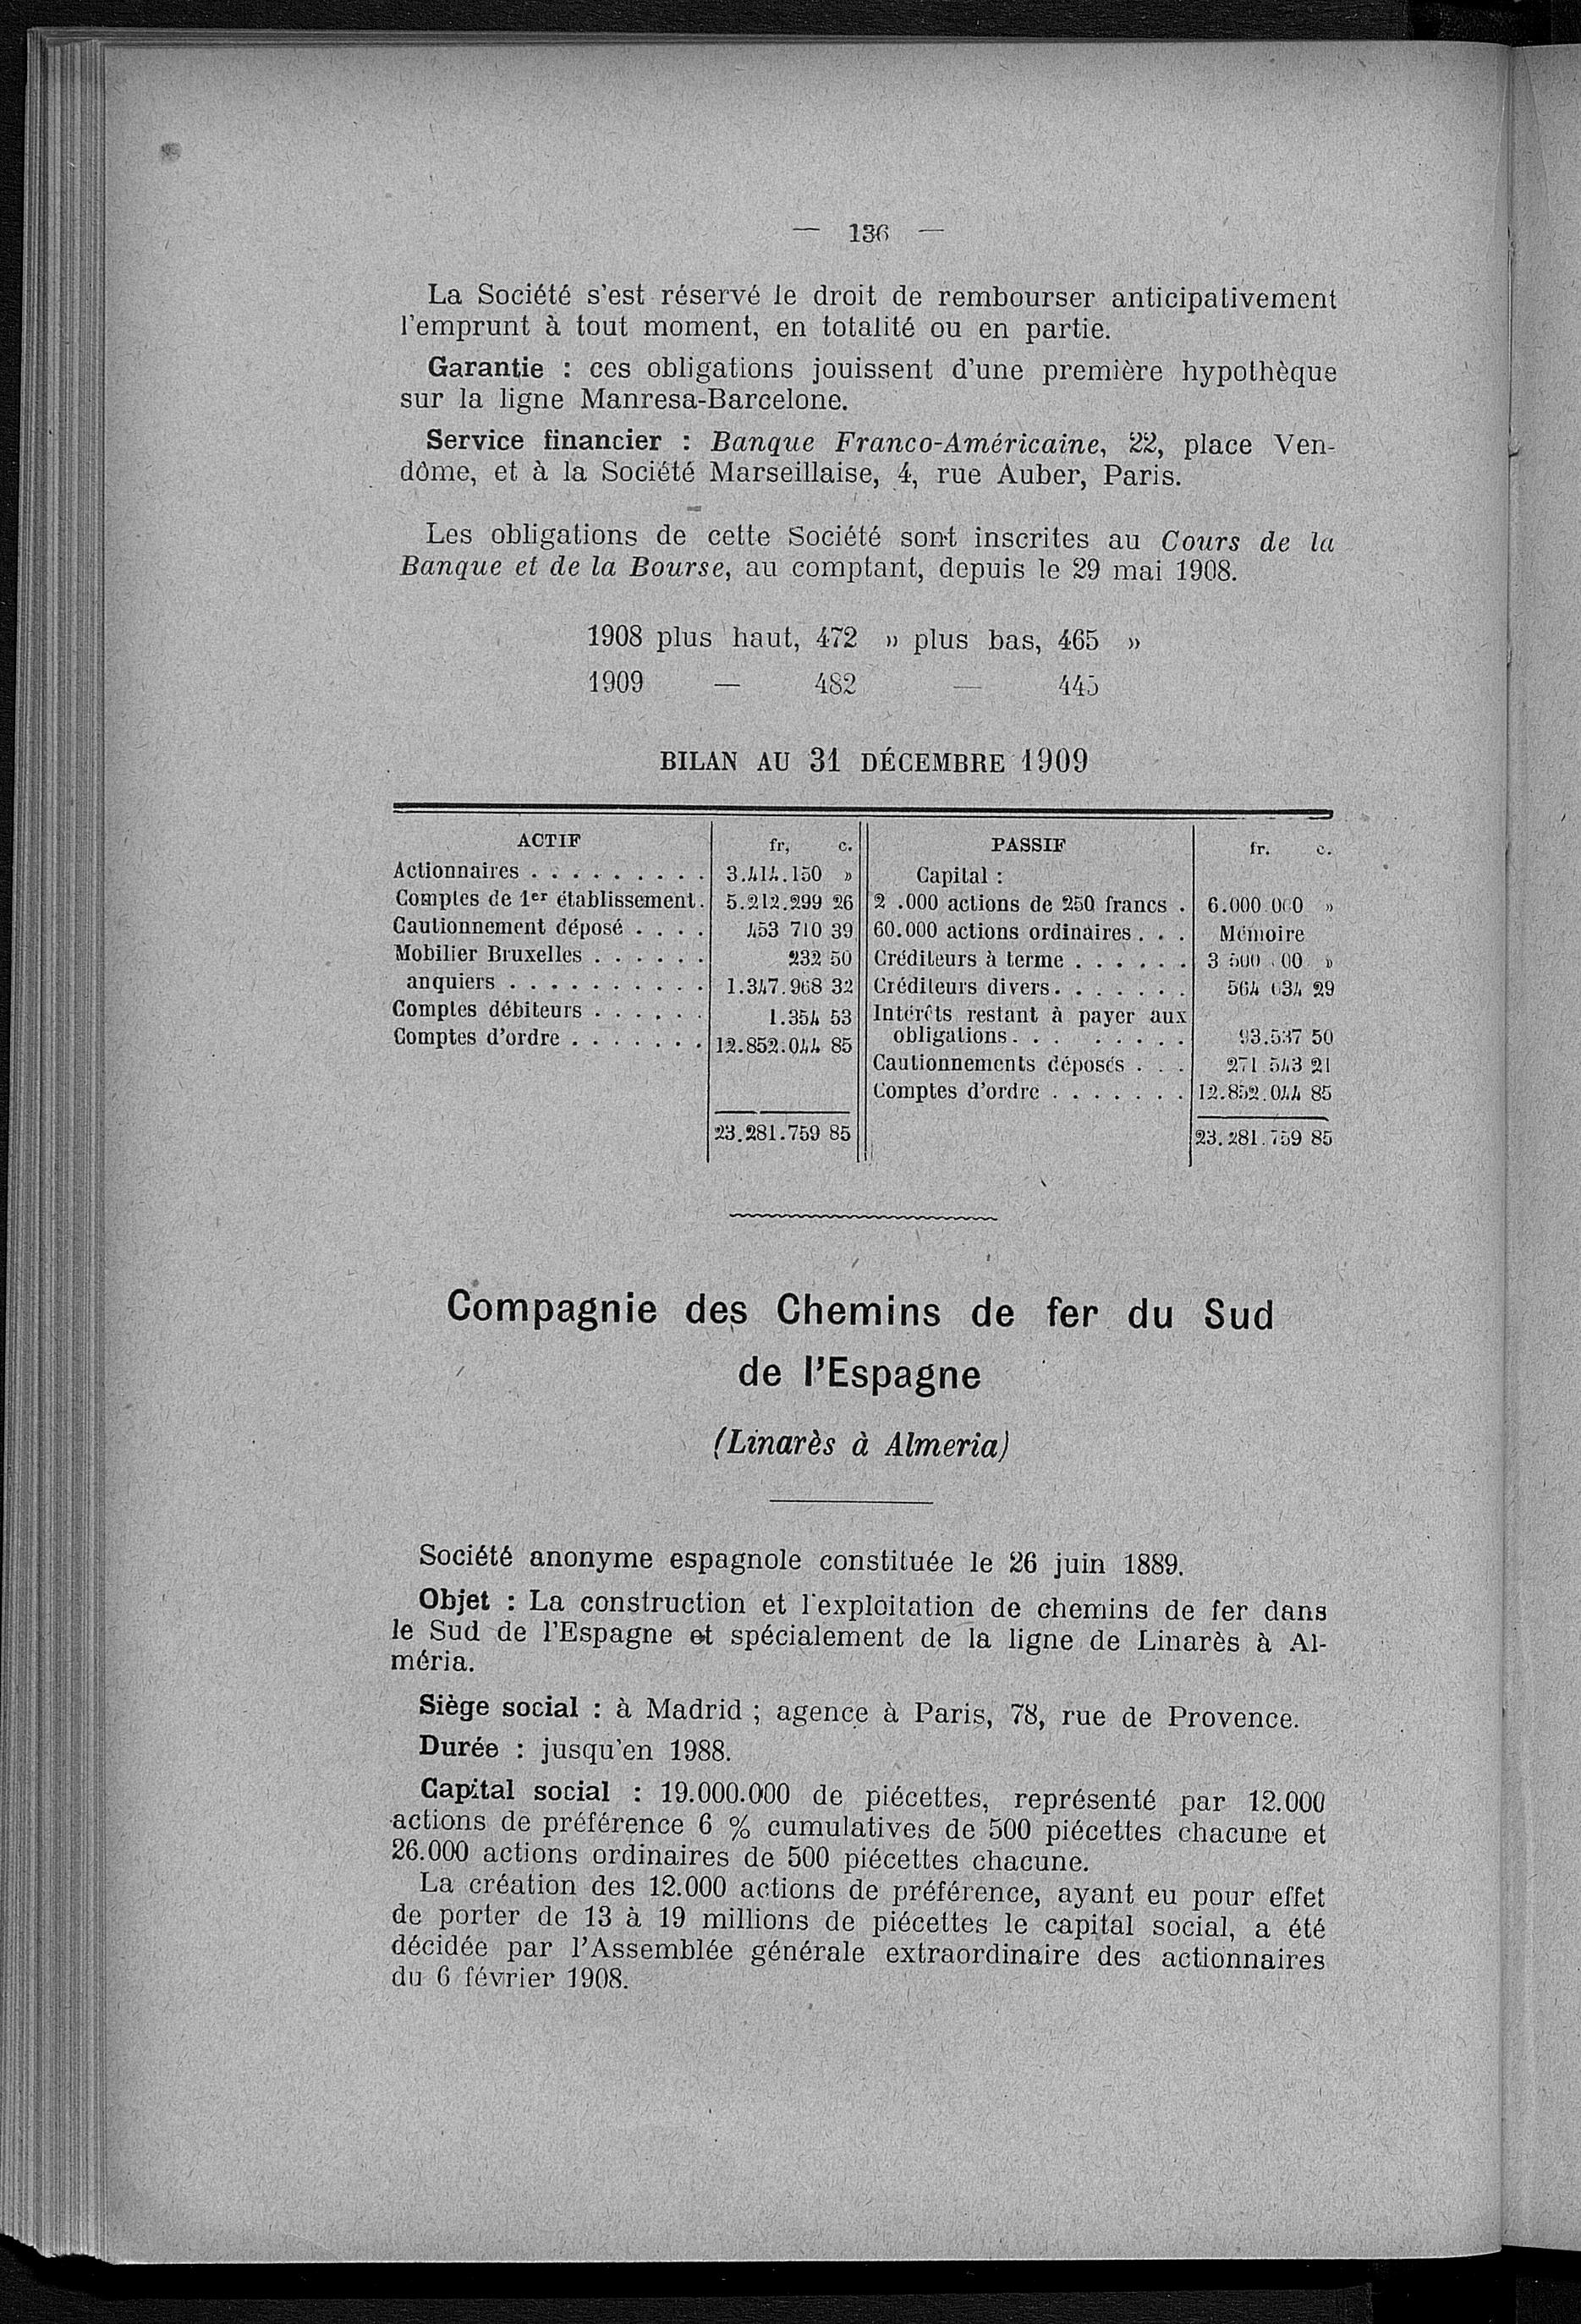 — 136 —
La Société s'est réservé le droit de rembourser anticipativement
l'emprunt à tout moment, en totalité ou en partie.
Garantie : ces obligations jouissent d'une première hypothèque
sur la ligne Manresa-Barcelone.
Service financier : Banque Franco-Américaine, 22, place Ven-
dôme, et à la Société Marseillaise, 4, rue Auber, Paris.
Les obligations de cette Société sont inscrites au Cours de la
Banque et de la Bourse, au comptant, depuis le 29 mai 1908.
1908 plus haut, 472 » plus bas, 465 »
1909 — 482 — 445
BILAN AU 31 DÉCEMBRE 1909
ACTIF fr, c.
Actionnaires . . . . . . . . . 3.414.150 »
Comptes de 1er établissement. 5.212.299 26
Cautionnement déposé . . . . 453 710 39
Mobilier Bruxelles . . . . . . 232 50
anquiers . . . . . . . . . . 1.347.968 32
Comptes débiteurs . . . . . . 1.354 53
Comptes d'ordre . . . . . . . 12.852.044 85
23.281.759 85
PASSIF fr. c.
Capital :
2 .000 actions de 250 francs . 6.000 000 »
60.000 actions ordinaires . . . Mémoire
Créditeurs à terme . . . . . . 3 500 00 »
Créditeurs divers. . . . . . . 564 634 29
Intérêts restant à payer aux
obligations. . . . . . . . 93.537 50
Cautionnements déposés . . . 271.543 21
Comptes d'ordre . . . . . . . 12.852.044 85
23.281.759 85
Compagnie des Chemins de fer du Sud
de l'Espagne
(Linarès à Almeria)
Société anonyme espagnole constituée le 26 juin 1889.
Objet : La construction et l'exploitation de chemins de fer dans
le Sud de l'Espagne et spécialement de la ligne de Linarès à Al-
méria.
Siège social : à Madrid ; agence à Paris, 78, rue de Provence.
Durée : jusqu'en 1988.
Capital social : 19.000.000 de piécettes, représenté par 12.000
actions de préférence 6 % cumulatives de 500 piécettes chacune et
26.000 actions ordinaires de 500 piécettes chacune.
La création des 12.000 actions de préférence, ayant eu pour effet
de porter de 13 à 19 millions de piécettes le capital social, a été
décidée par l'Assemblée générale extraordinaire des actionnaires
du 6 février 1908.